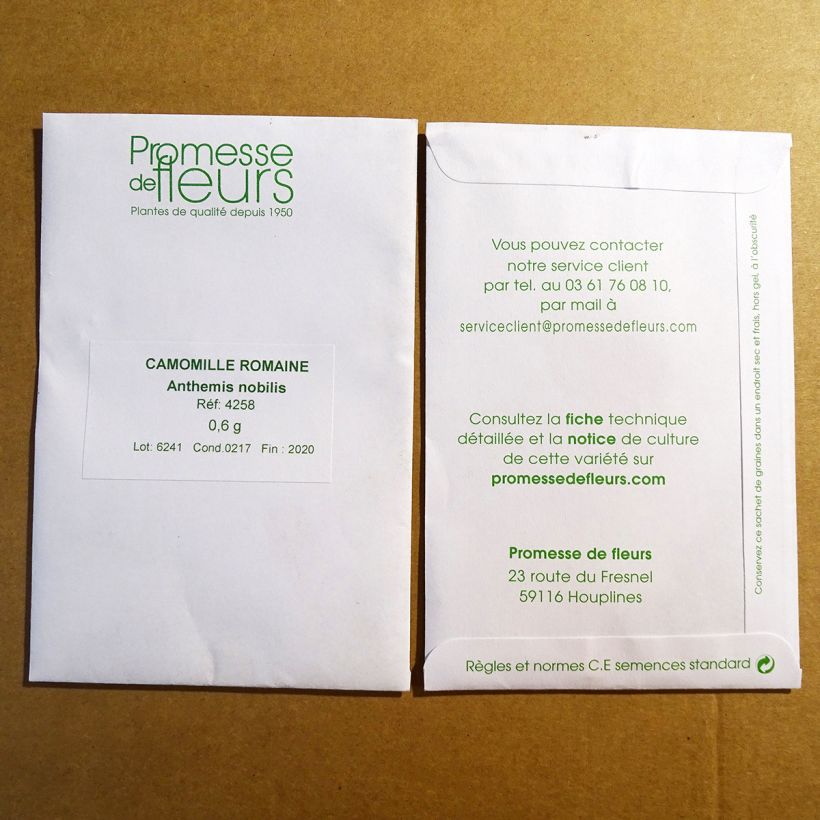 Promesse
de fleurs
Plantes de qualité depuis 1950
CAMOMILLE ROMAINE
Anthemis nobilis
Réf: 4258
0,6 g
Lot: 6241 Cond.0217 Fin : 2020
Vous pouvez contacter
notre service client
par tel. au 03 61 76 08 10,
par mail à
serviceclient@promessedefleurs.com
Consultez la fiche technique
détaillée et la notice de culture
de cette variété sur
promessedefleurs.com
Promesse de fleurs
23 route du Fresnel
59116 Houplines
Règles et normes C.E semences standard
Conservez ce sachet de graines dans un endroit sec et frais, hors gel, à l'obscurité